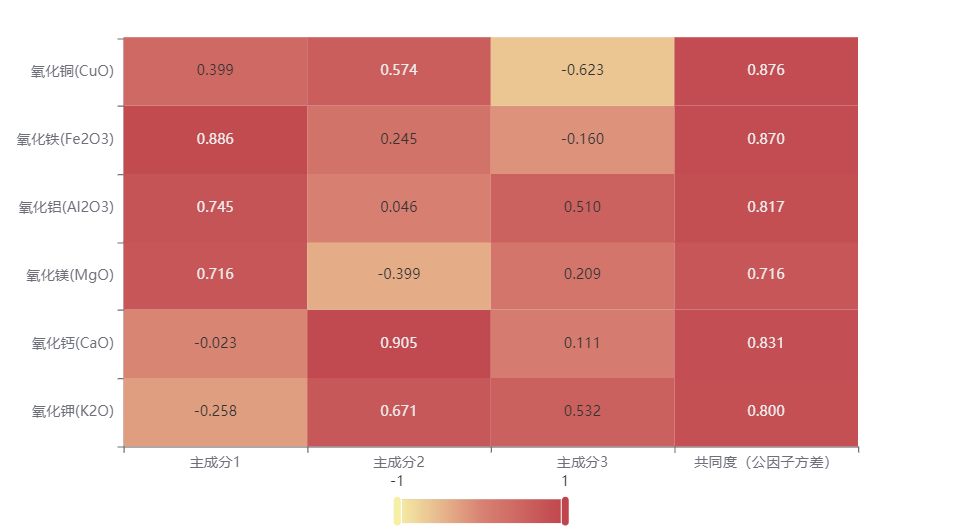 氧化铜(CuO) 0.399 0.574 -0.623 0.876
氧化铁(Fe2O3) 0.886 0.245 -0.160 0.870
氧化铝(Al2O3) 0.745 0.046 0.510 0.817
氧化镁(MgO) 0.716 -0.399 0.209 0.716
氧化钙(CaO) -0.023 0.905 0.111 0.831
氧化钾(K2O) -0.258 0.671 0.532 0.800
主成分1 主成分2 主成分3 共同度（公因子方差）
-1 1